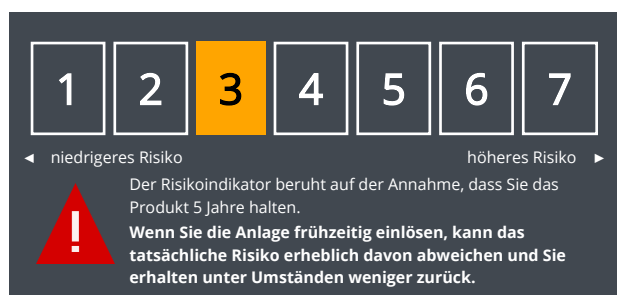 1 2 3 4 5 6 7
◄ niedrigeres Risiko höheres Risiko ►
Der Risikoindikator beruht auf der Annahme, dass Sie das
Produkt 5 Jahre halten.
Wenn Sie die Anlage frühzeitig einlösen, kann das
tatsächliche Risiko erheblich davon abweichen und Sie
erhalten unter Umständen weniger zurück.
!